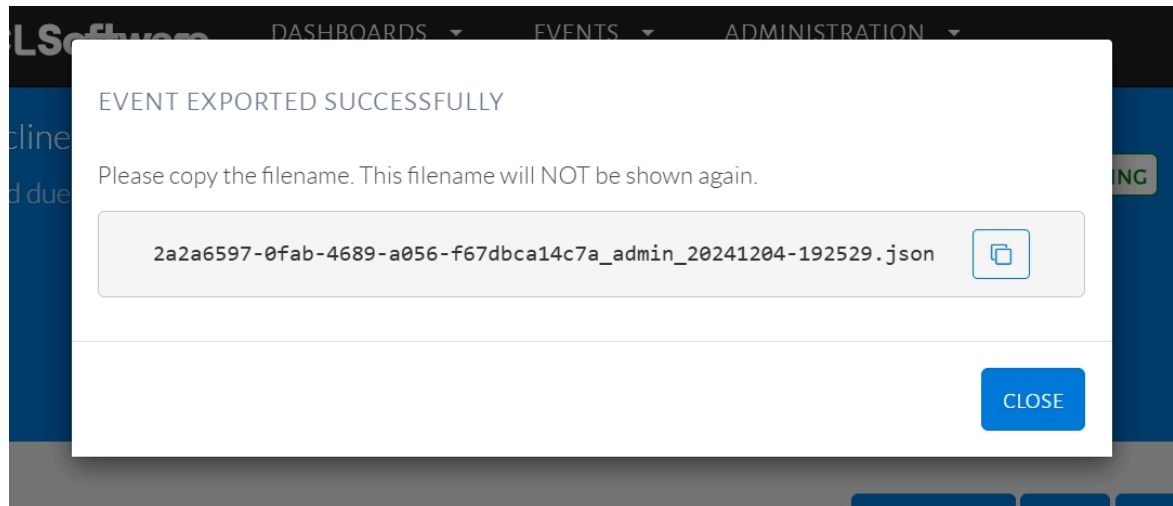 DASHBOARDS EVENTS ADMINISTRATION
EVENT EXPORTED SUCCESSFULLY
Please copy the filename. This filename will NOT be shown again.
2a2a6597-0fab-4689-a056-f67dbca14c7a_admin_20241204-192529.json
CLOSE